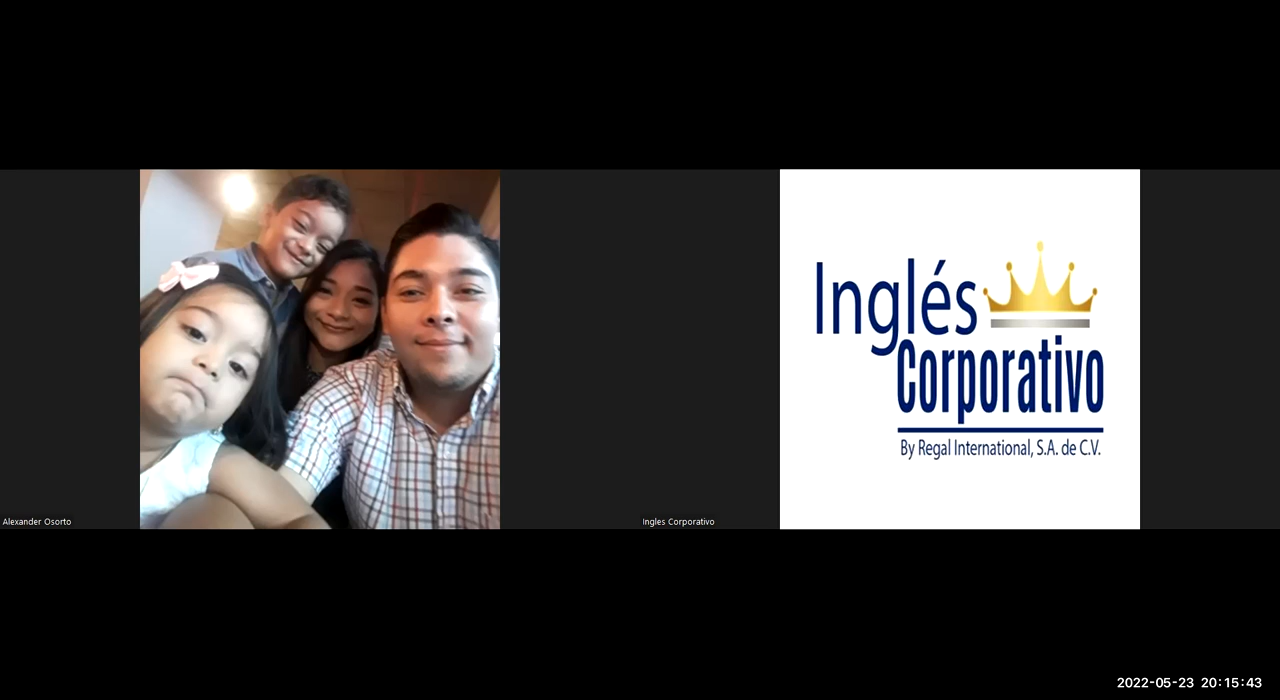 Inglés
Corporativo
By Regal International, S.A. de C.V.
Alexander Osorto
Ingles Corporativo
2022-05-23 20:15:43